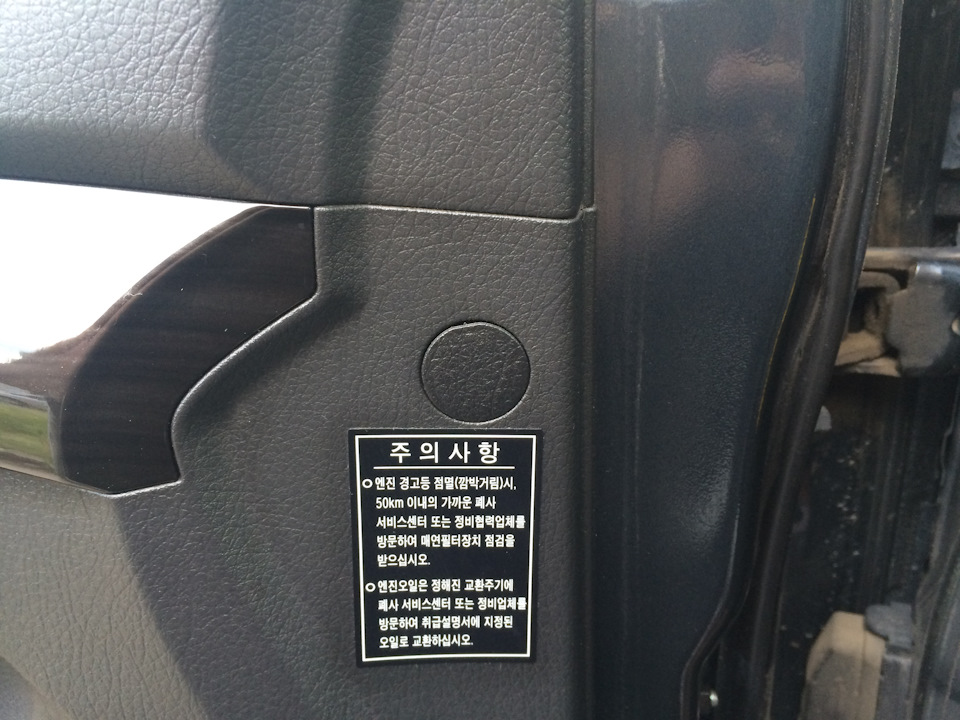 주의사항
엔진 경고등 점멸(깜박거림)시,
50km 이내의 가까운 폐사
서비스센터 또는 정비협력업체를
방문하여 매연필터장치 점검을
받으십시오.
엔진오일은 정해진 교환주기에
폐사 서비스센터 또는 정비업체를
방문하여 취급설명서에 지정된
오일로 교환하십시오.